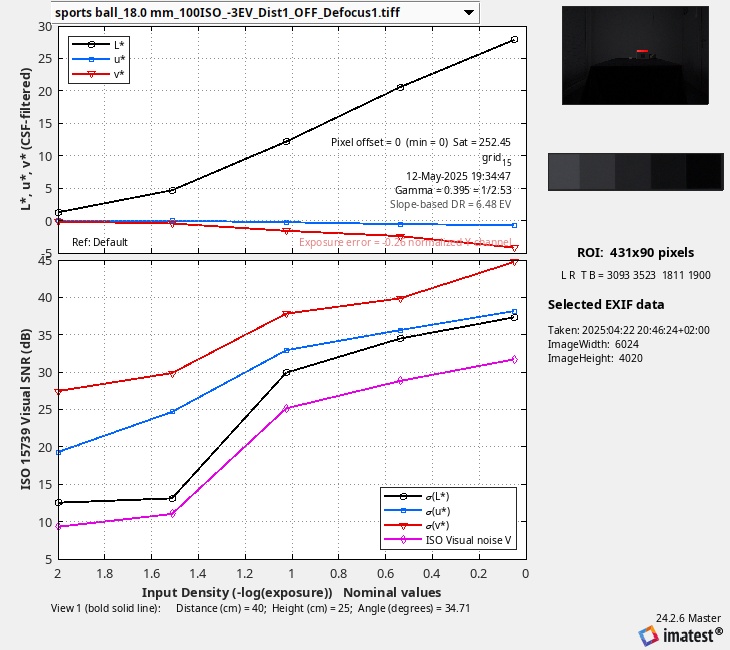 sports ball_18.0 mm_100ISO_-3EV_Dist1_OFF_Defocus1.tiff
L*, u*, v* (CSF-filtered)
30
25
20
15
10
5
0
-5
L*
u*
v*
Pixel offset = 0 (min = 0) Sat = 252.45
grid15
12-May-2025 19:34:47
Gamma = 0.395 = 1/2.53
Slope-based DR = 6.48 EV
Ref: Default
Exposure error = -0.26 normalized Y channel
ISO 15739 Visual SNR (dB)
45
40
35
30
25
20
15
10
5
σ(L*)
σ(u*)
σ(v*)
ISO Visual noise V
2 1.8 1.6 1.4 1.2 1 0.8 0.6 0.4 0.2 0
Input Density (-log(exposure)) Nominal values
View 1 (bold solid line): Distance (cm) = 40; Height (cm) = 25; Angle (degrees) = 34.71
ROI: 431x90 pixels
L R T B = 3093 3523 1811 1900
Selected EXIF data
Taken: 2025:04:22 20:46:24+02:00
ImageWidth: 6024
ImageHeight: 4020
24.2.6 Master
imatest®